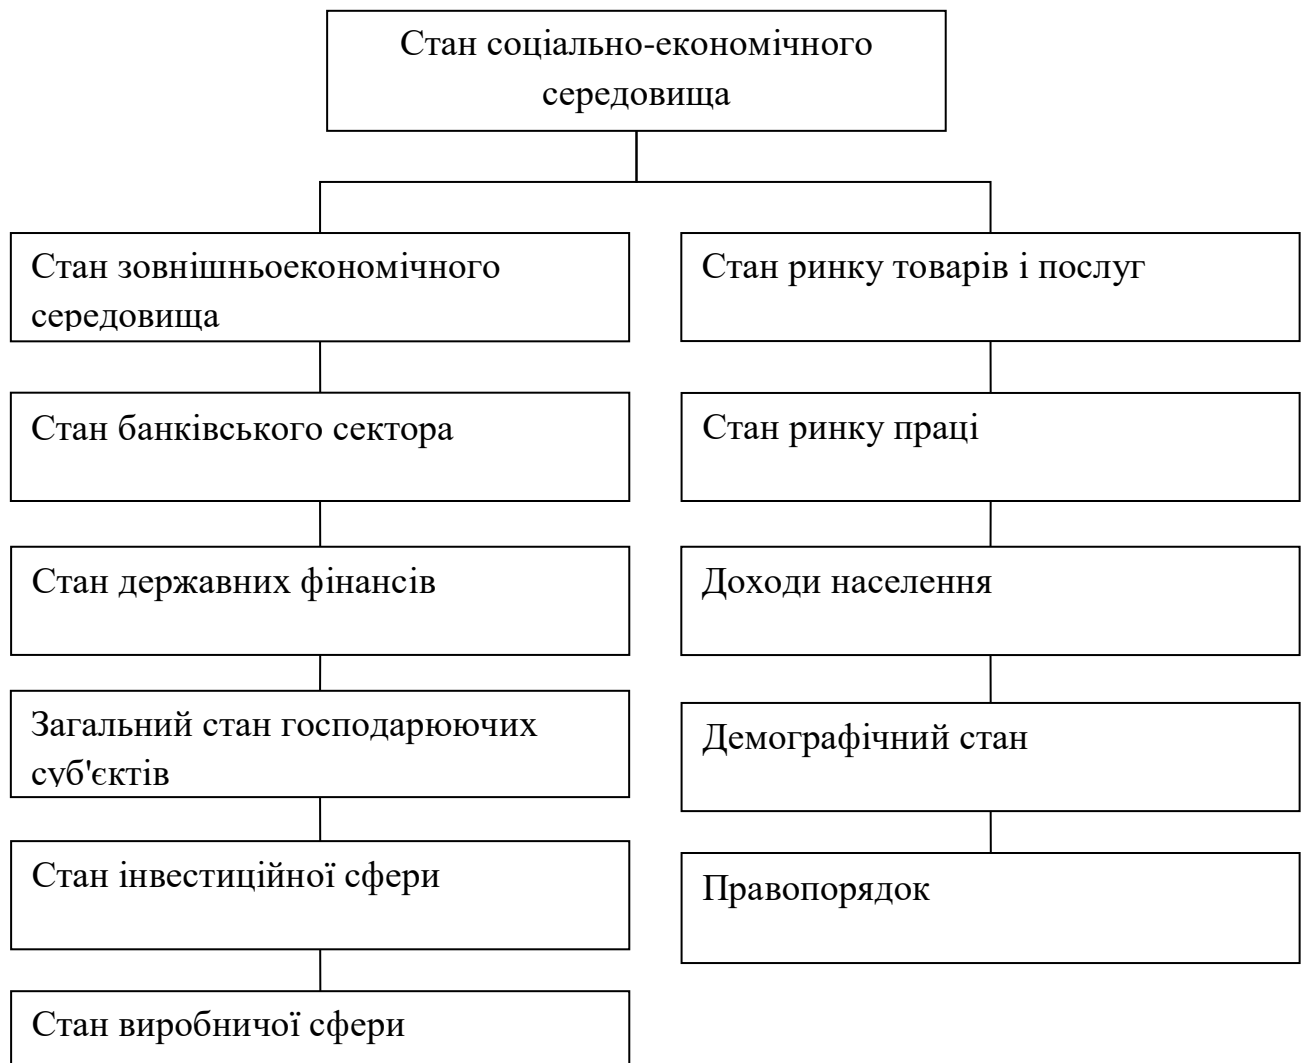 Стан соціально-економічного
середовища
Стан зовнішньоекономічного
середовища
Стан банківського сектора
Стан державних фінансів
Загальний стан господарюючих
суб'єктів
Стан інвестиційної сфери
Стан виробничої сфери
Стан ринку товарів і послуг
Стан ринку праці
Доходи населення
Демографічний стан
Правопорядок